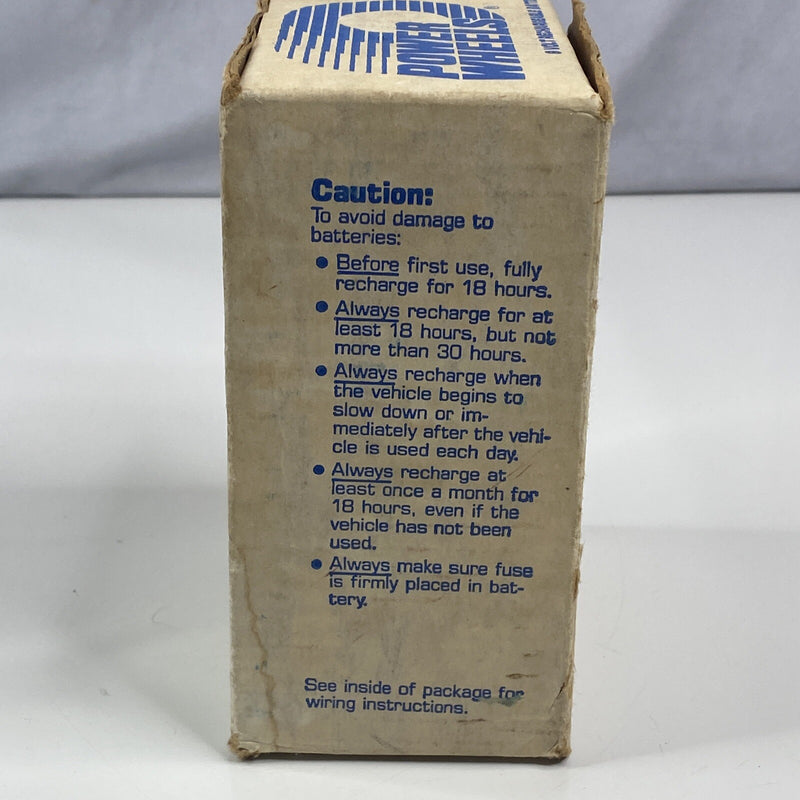 POWER
WHEELS®
Caution:
To avoid damage to
batteries:
● Before first use, fully
recharge for 18 hours.
● Always recharge for at
least 18 hours, but not
more than 30 hours.
● Always recharge when
the vehicle begins to
slow down or im-
mediately after the vehi-
cle is used each day.
● Always recharge at
least once a month for
18 hours, even if the
vehicle has not been
used.
● Always make sure fuse
is firmly placed in bat-
tery.
See inside of package for
wiring instructions.